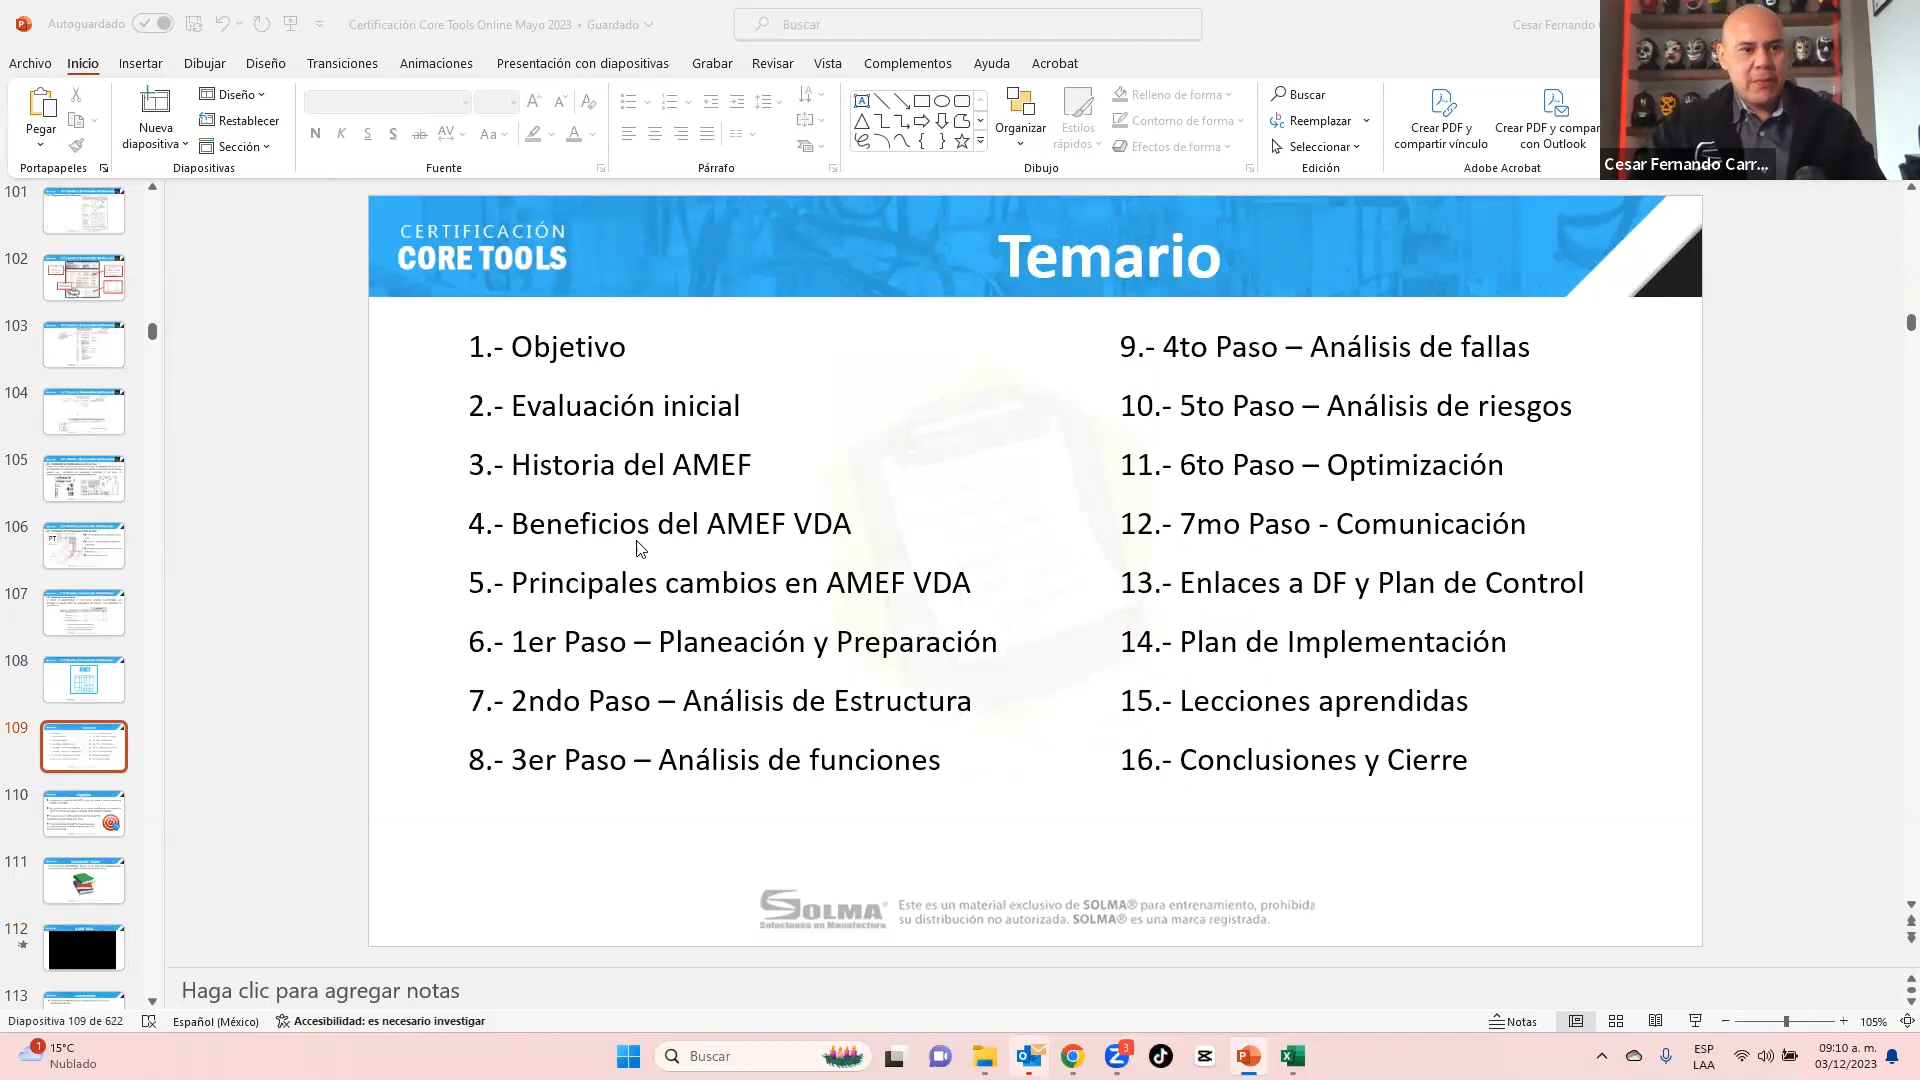 Autoguardado
Certificación Core Tools Online Mayo 2023 • Guardado
Buscar
Cesar Fernando
Archivo
Inicio
Insertar
Dibujar
Diseño
Transiciones
Animaciones
Presentación con diapositivas
Grabar
Revisar
Vista
Complementos
Ayuda
Acrobat
Pegar
Portapapeles
Nueva
diapositiva
Diseño
Restablecer
Sección
Diapositivas
N K S S ab AV Aa A
Fuente
Párrafo
Organizar
Estilos
rápidos
Relleno de forma
Contorno de forma
Efectos de forma
Dibujo
Buscar
Reemplazar
Seleccionar
Edición
Crear PDF y
compartir vínculo
Crear PDF y compar
con Outlook
Adobe Acrobat
Cesar Fernando Carr...
101
102
103
104
105
106
107
108
109
110
111
112
113
CERTIFICACIÓN
CORE TOOLS
Temario
1.- Objetivo
2.- Evaluación inicial
3.- Historia del AMEF
4.- Beneficios del AMEF VDA
5.- Principales cambios en AMEF VDA
6.- 1er Paso – Planeación y Preparación
7.- 2ndo Paso – Análisis de Estructura
8.- 3er Paso – Análisis de funciones
9.- 4to Paso – Análisis de fallas
10.- 5to Paso – Análisis de riesgos
11.- 6to Paso – Optimización
12.- 7mo Paso - Comunicación
13.- Enlaces a DF y Plan de Control
14.- Plan de Implementación
15.- Lecciones aprendidas
16.- Conclusiones y Cierre
SOLMA®
Soluciones en Manufactura
Este es un material exclusivo de SOLMA® para entrenamiento, prohibida
su distribución no autorizada. SOLMA® es una marca registrada.
Haga clic para agregar notas
Diapositiva 109 de 622
Español (México)
Accesibilidad: es necesario investigar
Notas
105%
1
15°C
Nublado
Buscar
3
ESP
LAA
09:10 a. m.
03/12/2023